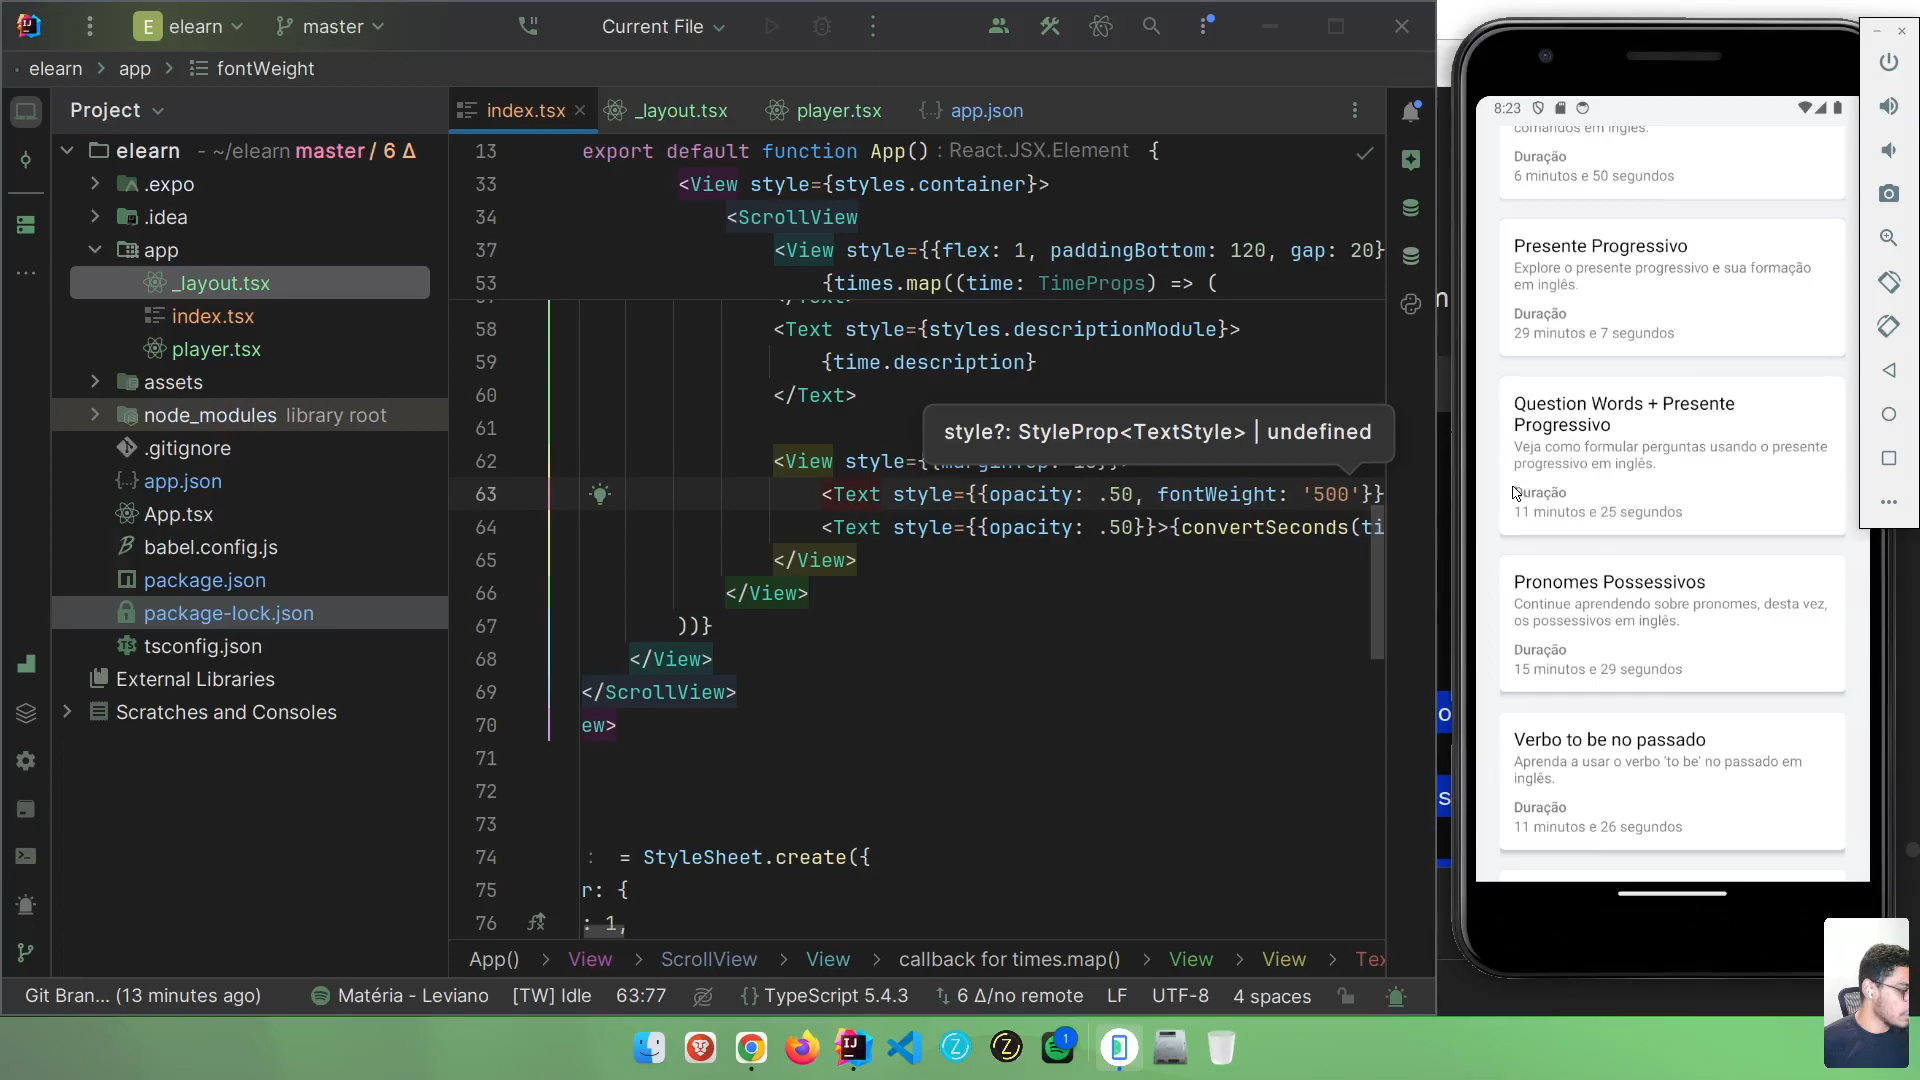 E elearn
master
Current File
elearn > app > fontWeight
Project
index.tsx
_layout.tsx
player.tsx
app.json
elearn - ~/elearn master / 6 Δ
.expo
.idea
app
_layout.tsx
index.tsx
player.tsx
assets
node_modules library root
.gitignore
app.json
App.tsx
babel.config.js
package.json
package-lock.json
tsconfig.json
External Libraries
Scratches and Consoles
13 export default function App() : React.JSX.Element {
33 <View style={styles.container}>
34 <ScrollView
37 <View style={{flex: 1, paddingBottom: 120, gap: 20}
53 {times.map((time: TimeProps) => (
58 <Text style={styles.descriptionModule}>
59 {time.description}
60 </Text>
61
style?: StyleProp<TextStyle> | undefined
62 <View style=
63 <Text style={{opacity: .50, fontWeight: '500'}}
64 <Text style={{opacity: .50}}>{convertSeconds(ti
65 </View>
66 </View>
67 ))}
68 </View>
69 </ScrollView>
70 ew>
71
72
73
74 : = StyleSheet.create({
75 r: {
76 : 1,
App() > View > ScrollView > View > callback for times.map() > View > View > Tex
Git Bran... (13 minutes ago)
Matéria - Leviano
[TW] Idle
63:77
{} TypeScript 5.4.3
6 Δ/no remote
LF
UTF-8
4 spaces
8:23
comandos em inglês.
Duração
6 minutos e 50 segundos
Presente Progressivo
Explore o presente progressivo e sua formação
em inglês.
Duração
29 minutos e 7 segundos
Question Words + Presente
Progressivo
Veja como formular perguntas usando o presente
progressivo em inglês.
Duração
11 minutos e 25 segundos
Pronomes Possessivos
Continue aprendendo sobre pronomes, desta vez,
os possessivos em inglês.
Duração
15 minutos e 29 segundos
Verbo to be no passado
Aprenda a usar o verbo 'to be' no passado em
inglês.
Duração
11 minutos e 26 segundos
1